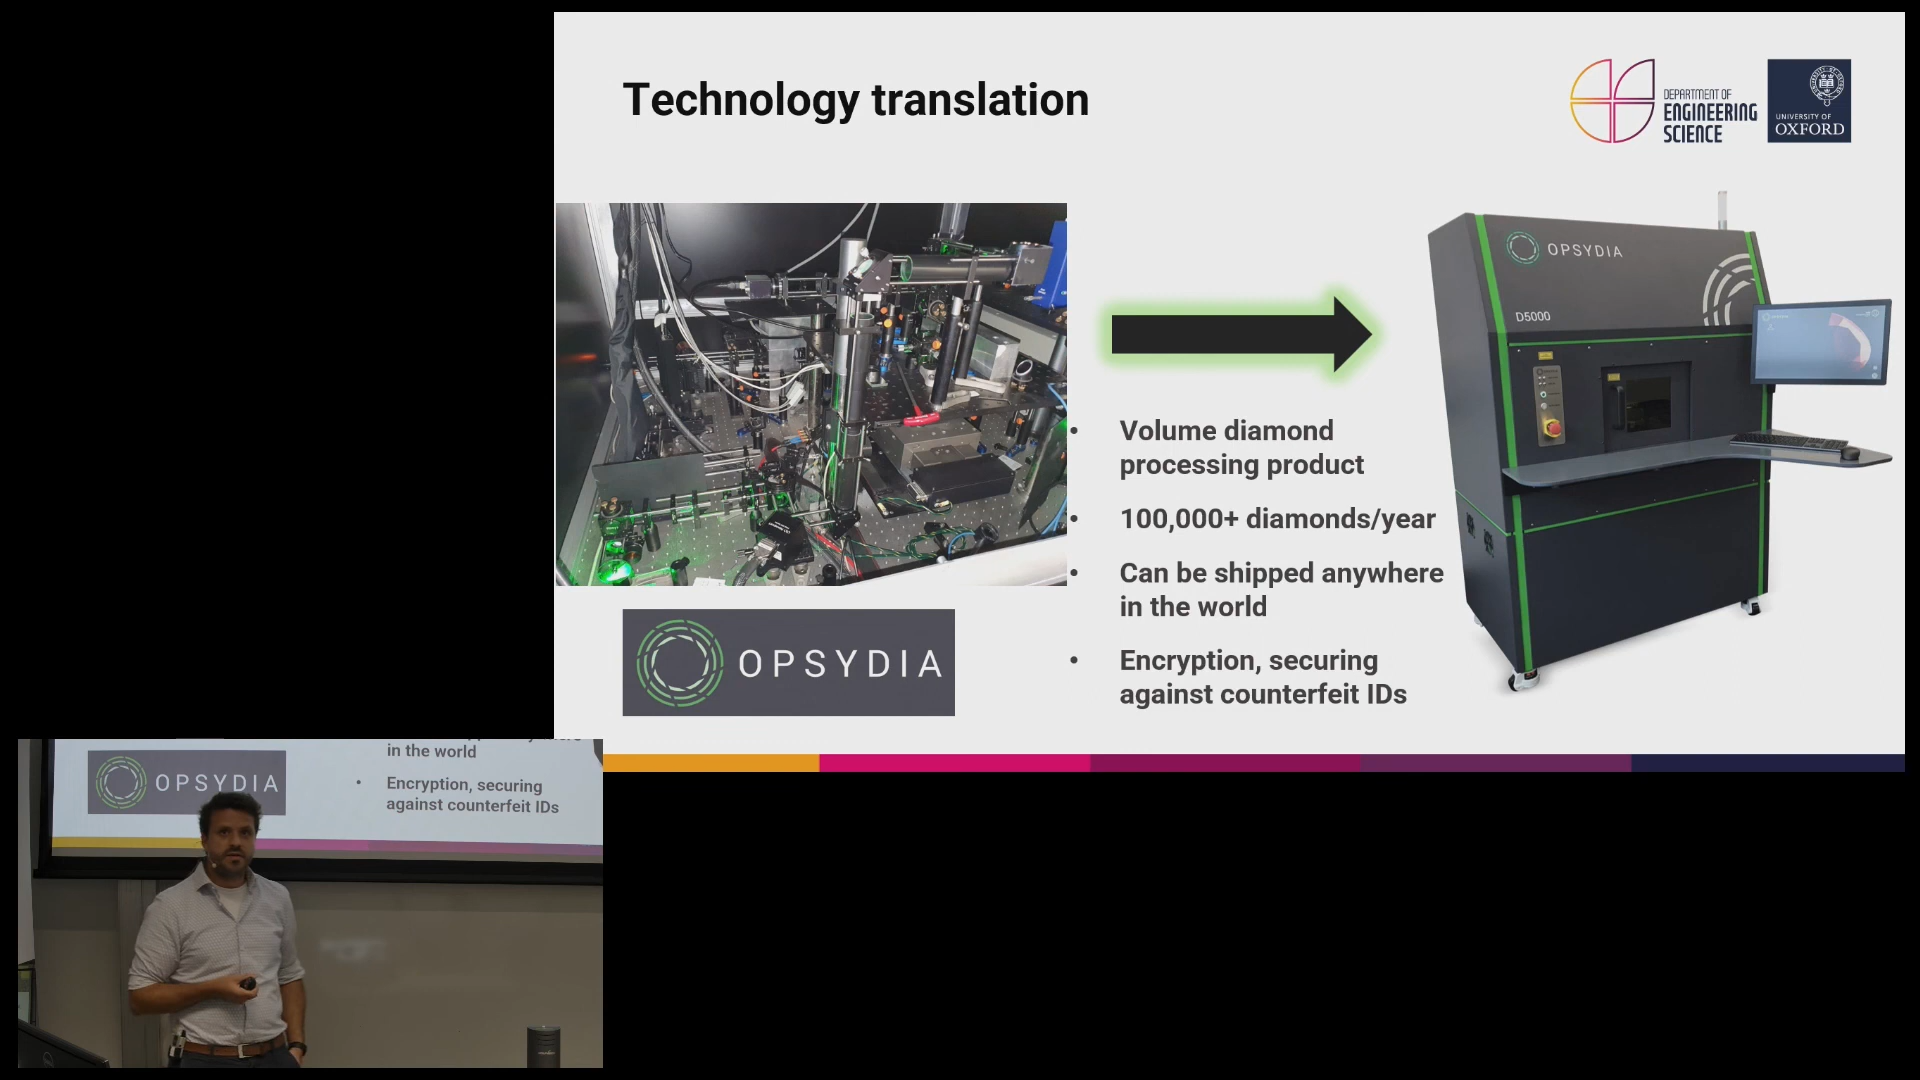 Technology translation
DEPARTMENT OF
ENGINEERING
SCIENCE
UNIVERSITY OF
OXFORD
OPSYDIA
D5000
• Volume diamond
processing product
• 100,000+ diamonds/year
• Can be shipped anywhere
in the world
• Encryption, securing
against counterfeit IDs
OPSYDIA
in the world
• Encryption, securing
against counterfeit IDs
OPSYDIA